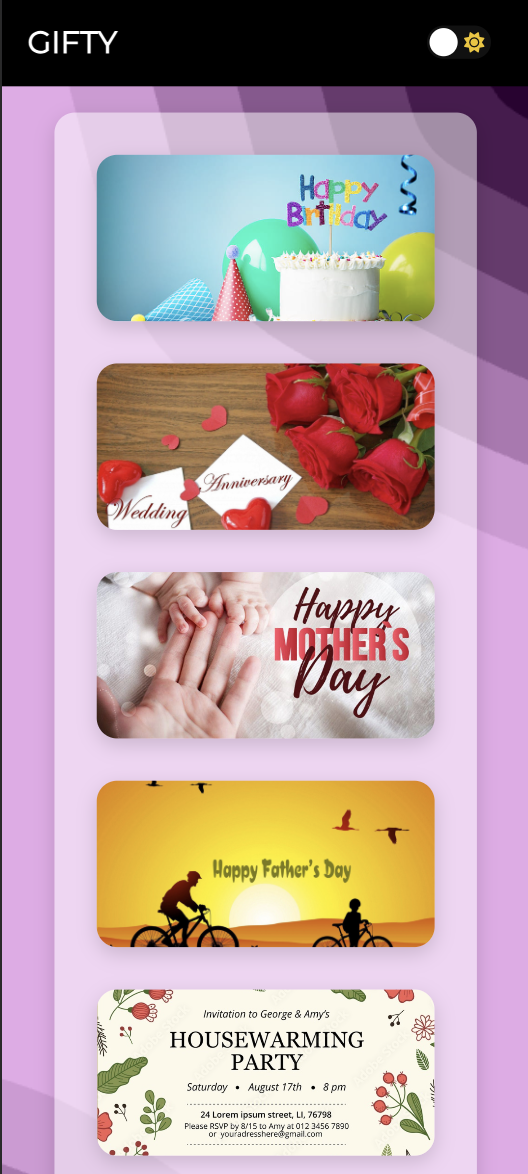 GIFTY
Happy
Birthday
Anniversary
Wedding
Happy
MOTHER'S
Day
Happy Father's Day
Invitation to George & Amy's
HOUSEWARMING
PARTY
Saturday • August 17th • 8 pm
24 Lorem ipsum street, LI, 76798
Please RSVP by 8/15 to Amy at 012 3456 7890
or youradresshere@gmail.com